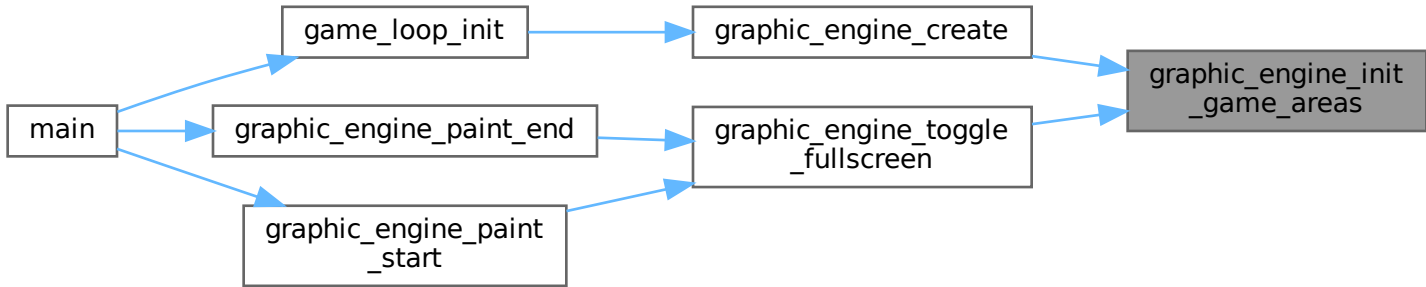 game_loop_init
graphic_engine_create
graphic_engine_init
_game_areas
main
graphic_engine_paint_end
graphic_engine_toggle
_fullscreen
graphic_engine_paint
_start